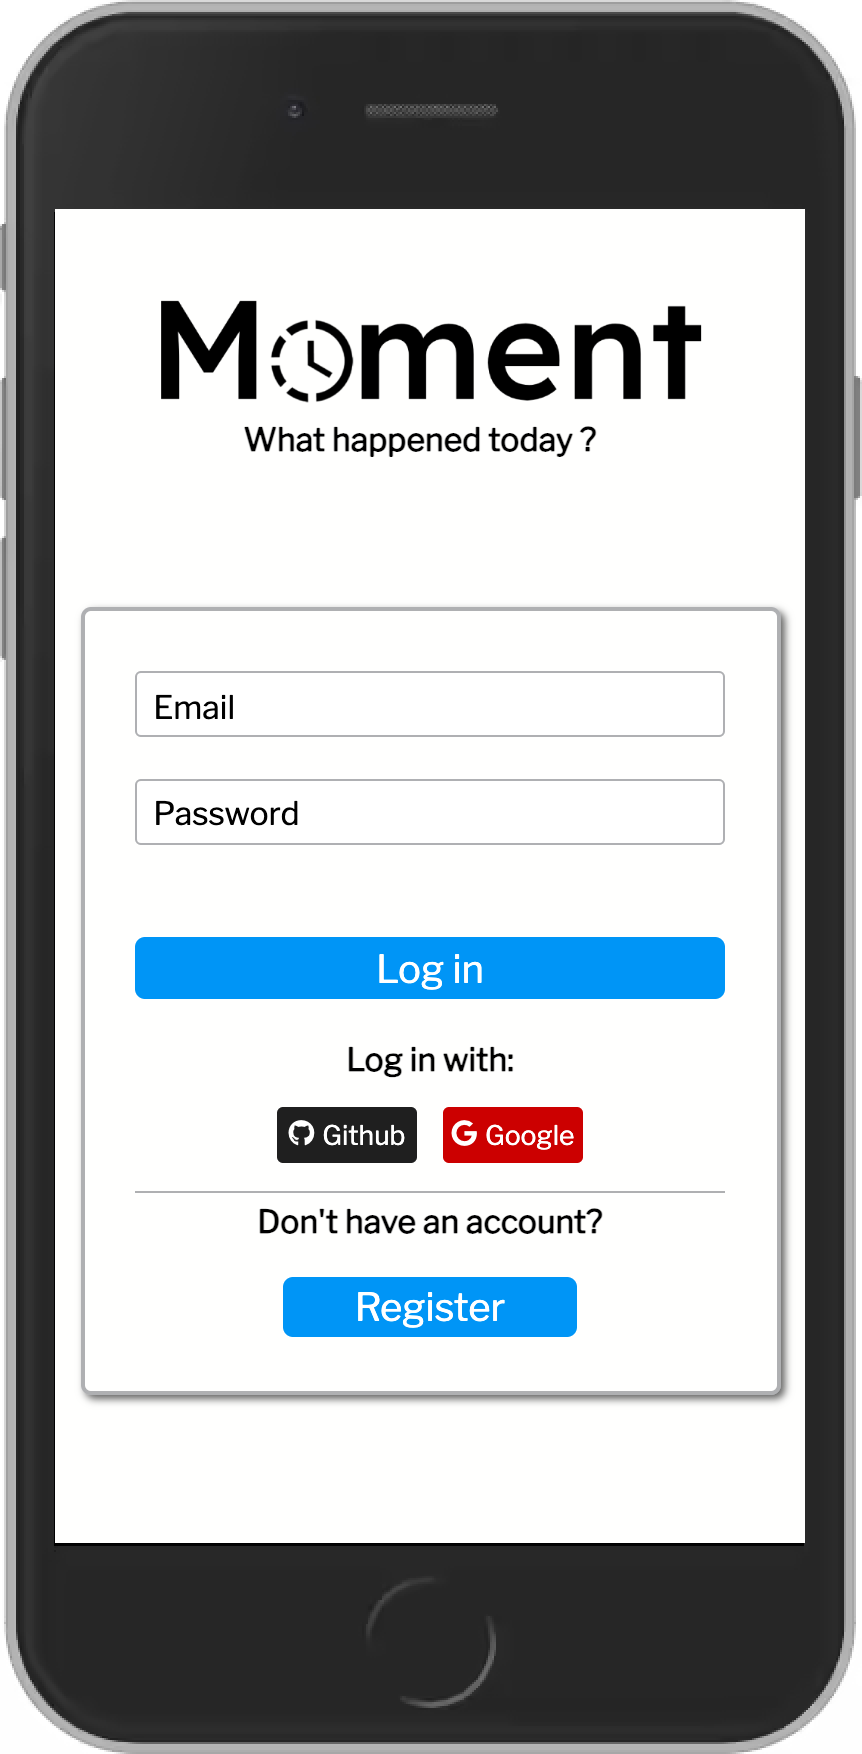 Moment
What happened today ?
Email
Password
Log in
Log in with:
Github Google
Don't have an account?
Register